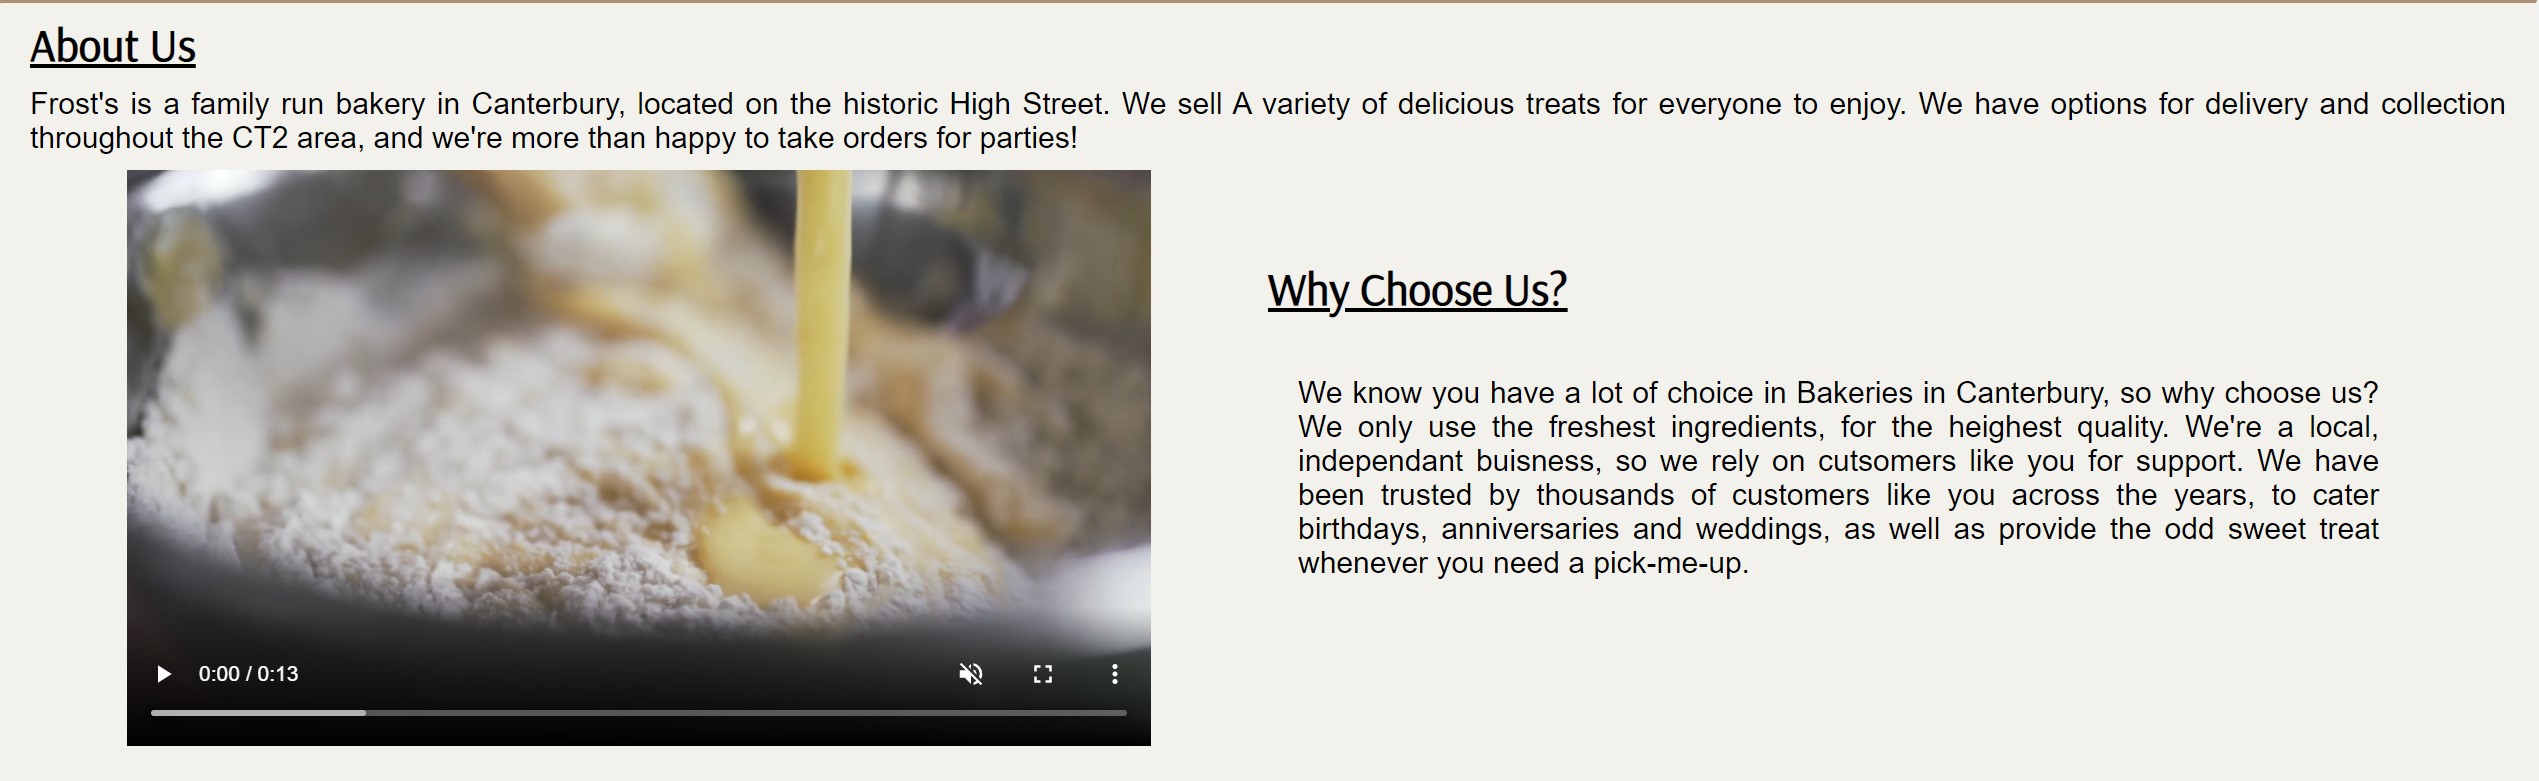 About Us
Frost's is a family run bakery in Canterbury, located on the historic High Street. We sell A variety of delicious treats for everyone to enjoy. We have options for delivery and collection
throughout the CT2 area, and we're more than happy to take orders for parties!
Why Choose Us?
We know you have a lot of choice in Bakeries in Canterbury, so why choose us?
We only use the freshest ingredients, for the heighest quality. We're a local,
independant buisness, so we rely on cutsomers like you for support. We have
been trusted by thousands of customers like you across the years, to cater
birthdays, anniversaries and weddings, as well as provide the odd sweet treat
whenever you need a pick-me-up.
0:00 / 0:13